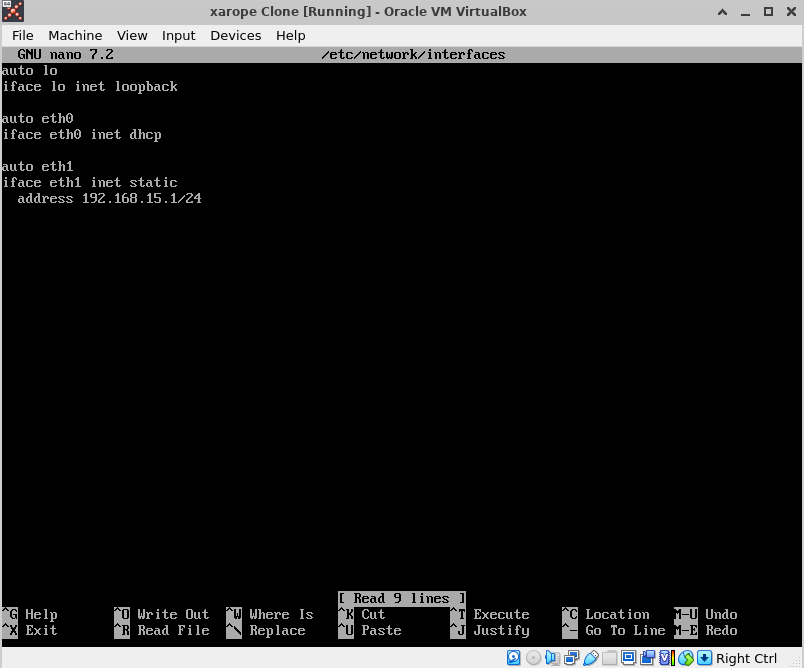 64
xarope Clone [Running] - Oracle VM VirtualBox
File Machine View Input Devices Help
GNU nano 7.2 /etc/network/interfaces
auto lo
iface lo inet loopback
auto eth0
iface eth0 inet dhcp
auto eth1
iface eth1 inet static
address 192.168.15.1/24
[ Read 9 lines ]
^G Help ^O Write Out ^W Where Is ^K Cut ^T Execute ^C Location M-U Undo
^X Exit ^R Read File ^\ Replace ^U Paste ^J Justify ^- Go To Line M-E Redo
Right Ctrl